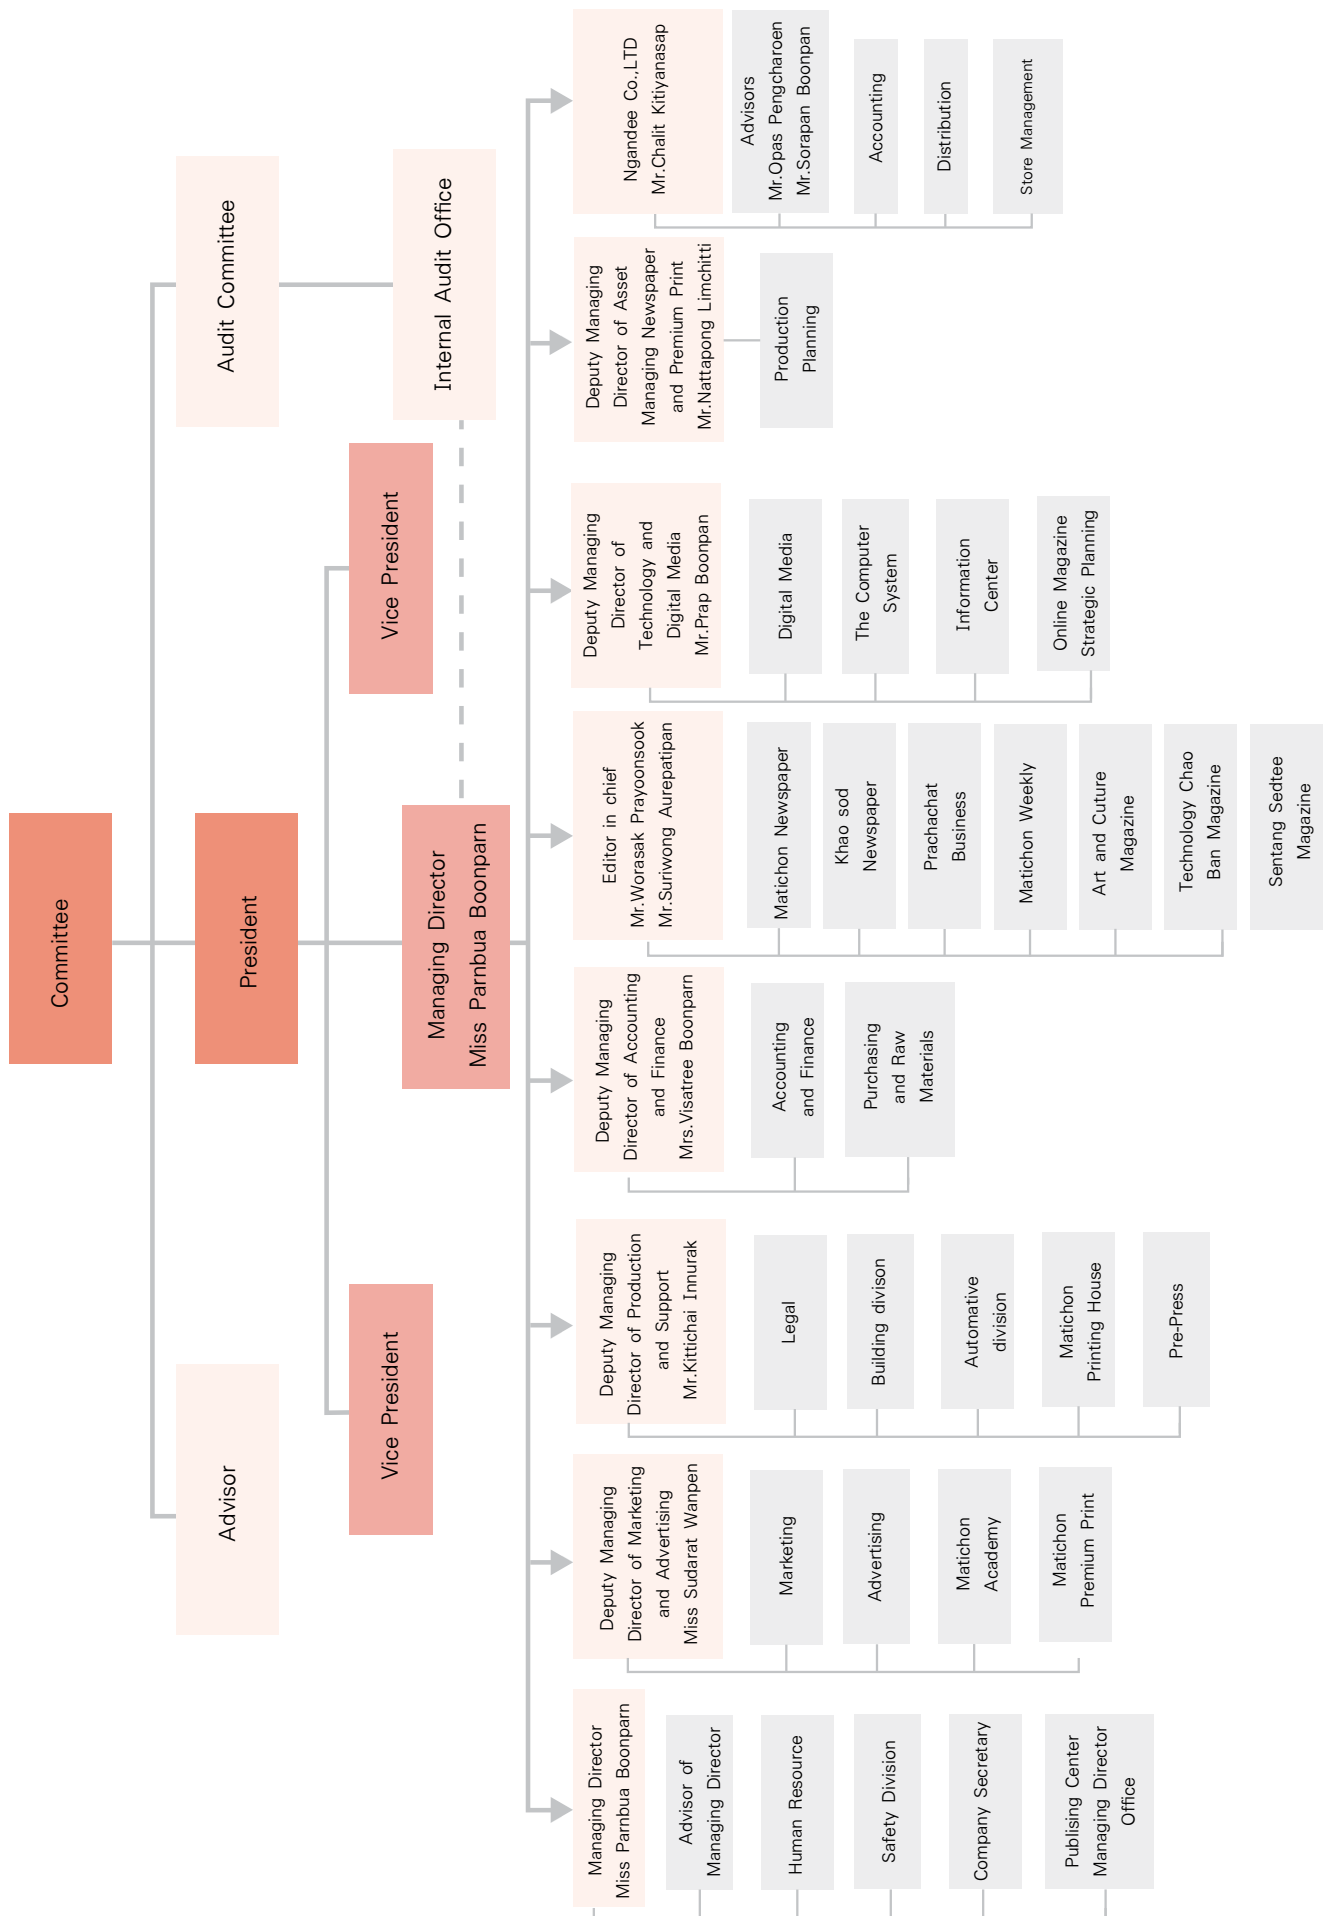 Committee
Advisor
Audit Committee
President
Vice President
Vice President
Internal Audit Office
Managing Director
Miss Parnbua Boonparn
Managing Director
Miss Parnbua Boonparn
Advisor of
Managing Director
Human Resource
Safety Division
Company Secretary
Publising Center
Managing Director
Office
Deputy Managing
Director of Marketing
and Advertising
Miss Sudarat Wanpen
Marketing
Advertising
Matichon
Academy
Matichon
Premium Print
Deputy Managing
Director of Production
and Support
Mr.Kittichai Innurak
Legal
Building divison
Automative
division
Matichon
Printing House
Pre-Press
Deputy Managing
Director of Accounting
and Finance
Mrs.Visatree Boonparn
Accounting
and Finance
Purchasing
and Raw
Materials
Editor in chief
Mr.Worasak Prayoonsook
Mr.Suriwong Aurepatipan
Matichon Newspaper
Khao sod
Newspaper
Prachachat
Business
Matichon Weekly
Art and Cuture
Magazine
Technology Chao
Ban Magazine
Sentang Sedtee
Magazine
Deputy Managing
Director of
Technology and
Digital Media
Mr.Prap Boonpan
Digital Media
The Computer
System
Information
Center
Online Magazine
Strategic Planning
Deputy Managing
Director of Asset
Managing Newspaper
and Premium Print
Mr.Nattapong Limchitti
Production
Planning
Ngandee Co.,LTD
Mr.Chalit Kitiyanasap
Advisors
Mr.Opas Pengcharoen
Mr.Sorapan Boonpan
Accounting
Distribution
Store Management